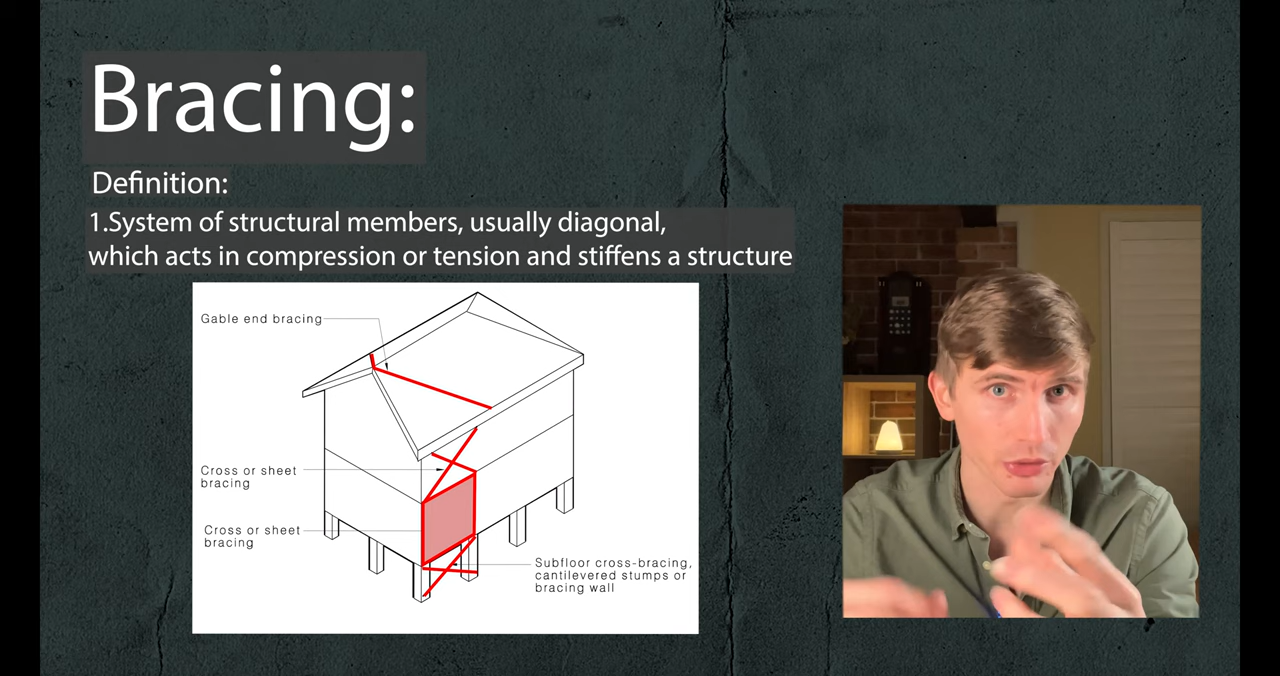 Bracing:
Definition:
1.System of structural members, usually diagonal,
which acts in compression or tension and stiffens a structure
Gable end bracing
Cross or sheet
bracing
Cross or sheet
bracing
Subfloor cross-bracing,
cantilevered stumps or
bracing wall